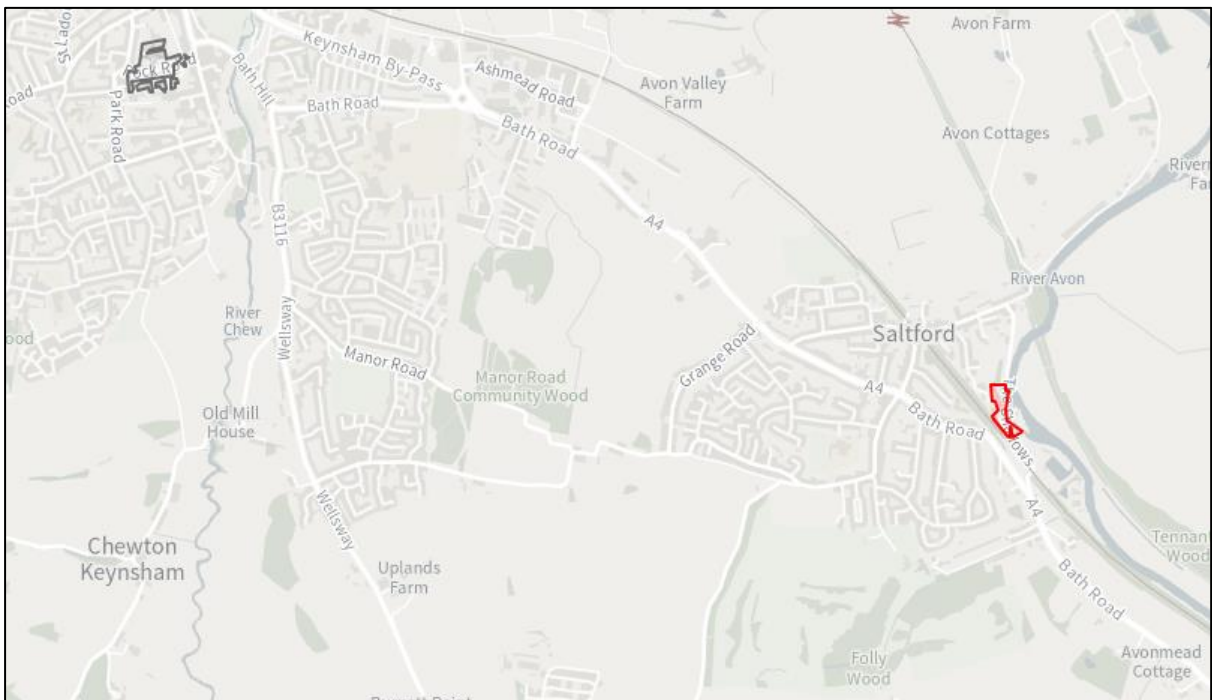 Avon Farm
Keynsham By-Pass
Ashmead Road
Avon Valley
Farm
Bath Hill
Park Road
Road
Bath Road
Bath Road
Avon Cottages
B3116
A4
River Avon
River
Chew
Wellsway
Manor Road
Saltford
Grange Road
Manor Road
Community Wood
A4
Bath Road
Old Mill
House
Wellsway
A4
Chewton
Keynsham
Uplands
Farm
Bath Road
Folly
Wood
Avonmead
Cottage